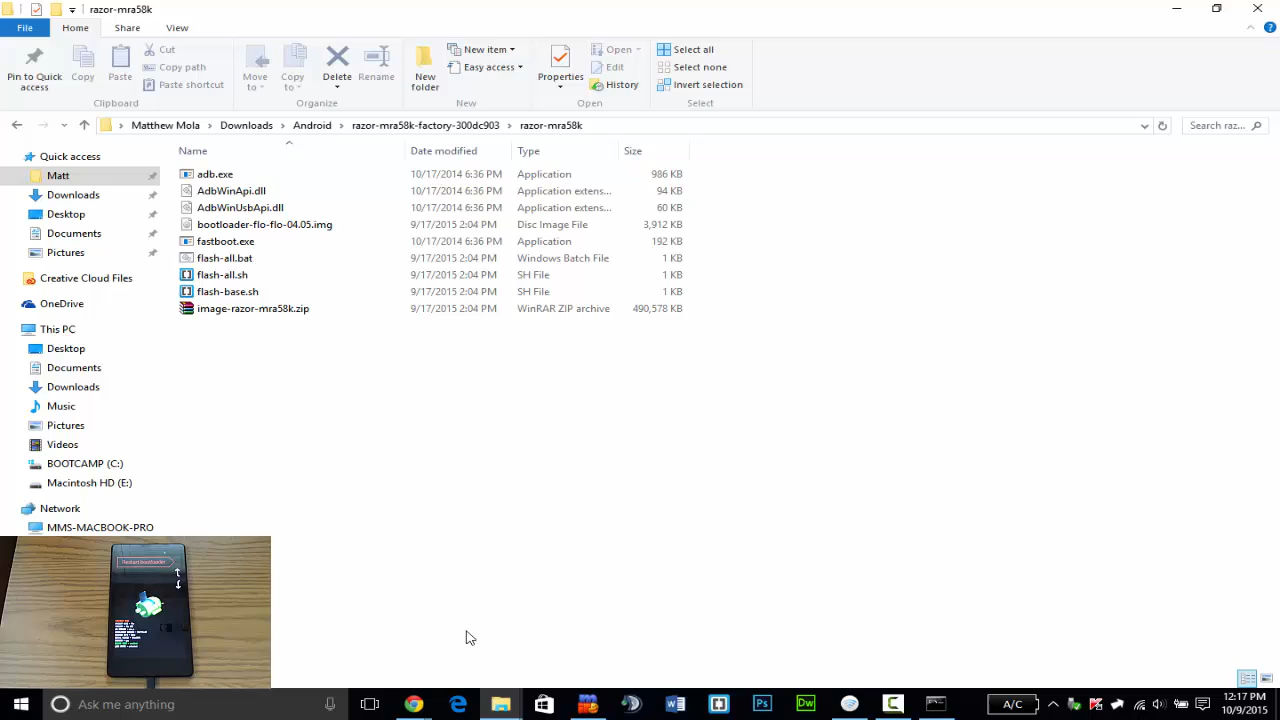 razor-mra58k
File Home Share View
Pin to Quick access
Copy
Paste
Cut
Copy path
Paste shortcut
Clipboard
Move to
Copy to
Delete
Rename
Organize
New folder
New item
Easy access
New
Properties
Open
Edit
History
Open
Select all
Select none
Invert selection
Select
Matthew Mola > Downloads > Android > razor-mra58k-factory-300dc903 > razor-mra58k
Search raz...
Name Date modified Type Size
adb.exe 10/17/2014 6:36 PM Application 986 KB
AdbWinApi.dll 10/17/2014 6:36 PM Application extens... 94 KB
AdbWinUsbApi.dll 10/17/2014 6:36 PM Application extens... 60 KB
bootloader-flo-flo-04.05.img 9/17/2015 2:04 PM Disc Image File 3,912 KB
fastboot.exe 10/17/2014 6:36 PM Application 192 KB
flash-all.bat 9/17/2015 2:04 PM Windows Batch File 1 KB
flash-all.sh 9/17/2015 2:04 PM SH File 1 KB
flash-base.sh 9/17/2015 2:04 PM SH File 1 KB
image-razor-mra58k.zip 9/17/2015 2:04 PM WinRAR ZIP archive 490,578 KB
Quick access
Matt
Downloads
Desktop
Documents
Pictures
Creative Cloud Files
OneDrive
This PC
Desktop
Documents
Downloads
Music
Pictures
Videos
BOOTCAMP (C:)
Macintosh HD (E:)
Network
MMS-MACBOOK-PRO
Restart bootloader
Ask me anything
A/C
12:17 PM
10/9/2015